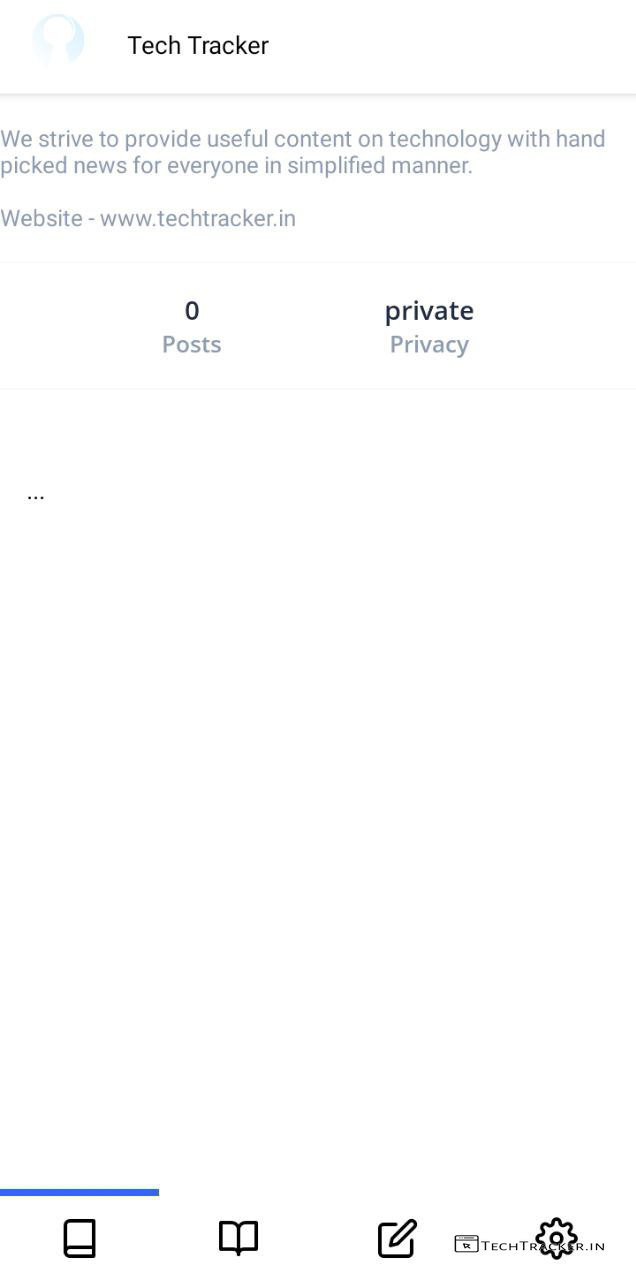 Tech Tracker
We strive to provide useful content on technology with hand
picked news for everyone in simplified manner.
Website - www.techtracker.in
0 private
Posts Privacy
...
TECHTRACKER.IN